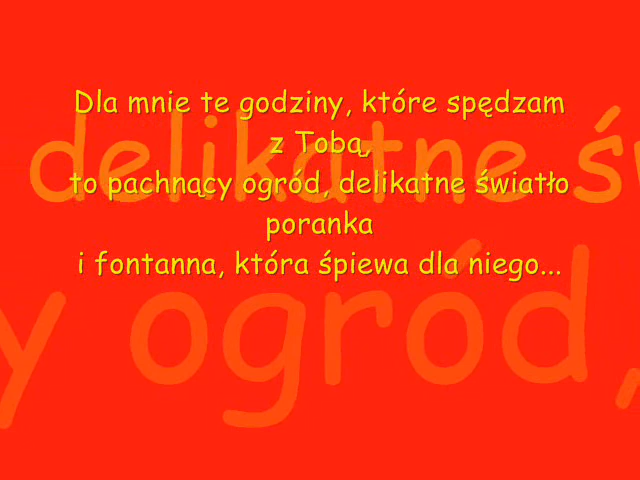 Dla mnie te godziny, które spędzam
z Tobą,
to pachnący ogród, delikatne światło
poranka
i fontanna, która śpiewa dla niego...
delikatne ś
y ogród,